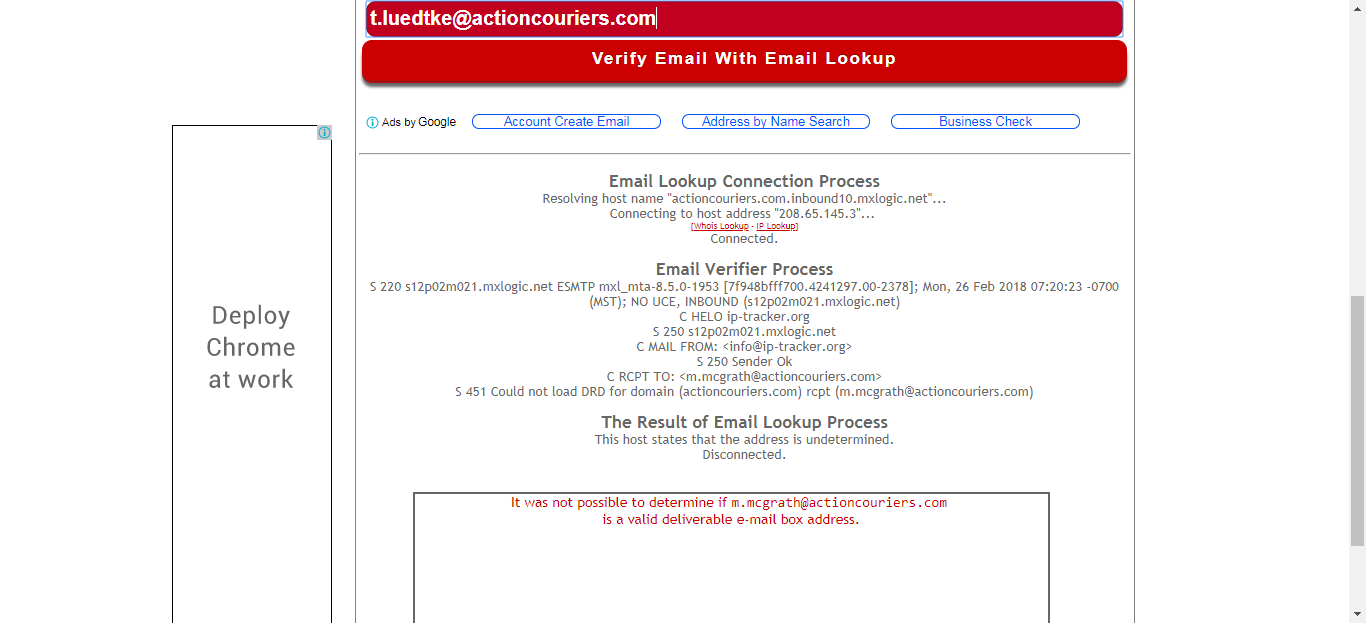 t.luedtke@actioncouriers.com
Verify Email With Email Lookup
Ads by Google
Account Create Email
Address by Name Search
Business Check
Deploy
Chrome
at work
Email Lookup Connection Process
Resolving host name "actioncouriers.com.inbound10.mxlogic.net"...
Connecting to host address "208.65.145.3"...
[Whois Lookup - IP Lookup]
Connected.
Email Verifier Process
S 220 s12p02m021.mxlogic.net ESMTP mxl_mta-8.5.0-1953 [7f948bfff700.4241297.00-2378]; Mon, 26 Feb 2018 07:20:23 -0700
(MST); NO UCE, INBOUND (s12p02m021.mxlogic.net)
C HELO ip-tracker.org
S 250 s12p02m021.mxlogic.net
C MAIL FROM: <info@ip-tracker.org>
S 250 Sender Ok
C RCPT TO: <m.mcgrath@actioncouriers.com>
S 451 Could not load DRD for domain (actioncouriers.com) rcpt (m.mcgrath@actioncouriers.com)
The Result of Email Lookup Process
This host states that the address is undetermined.
Disconnected.
It was not possible to determine if m.mcgrath@actioncouriers.com
is a valid deliverable e-mail box address.